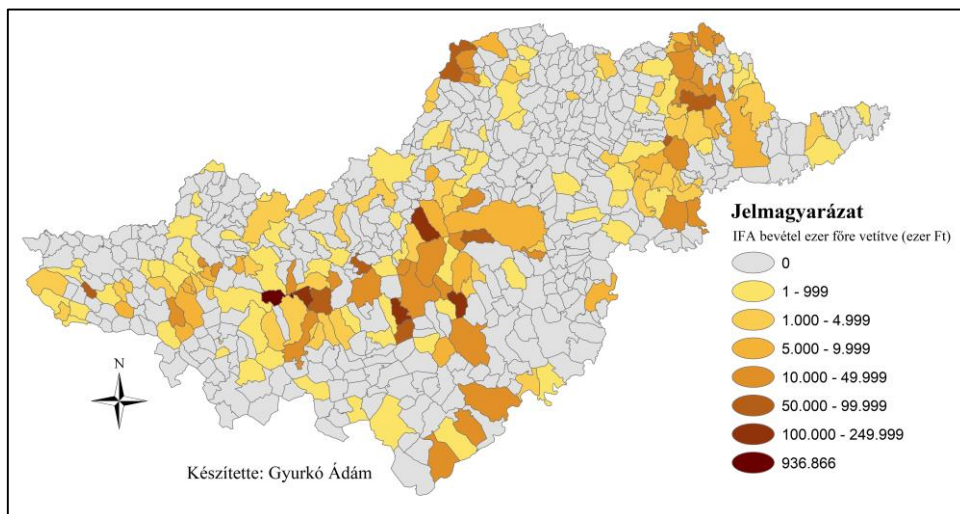 Jelmagyarázat
IFA bevétel ezer főre vetítve (ezer Ft)
0
1 - 999
1.000 - 4.999
5.000 - 9.999
10.000 - 49.999
50.000 - 99.999
100.000 - 249.999
936.866
N
Készítette: Gyurkó Ádám